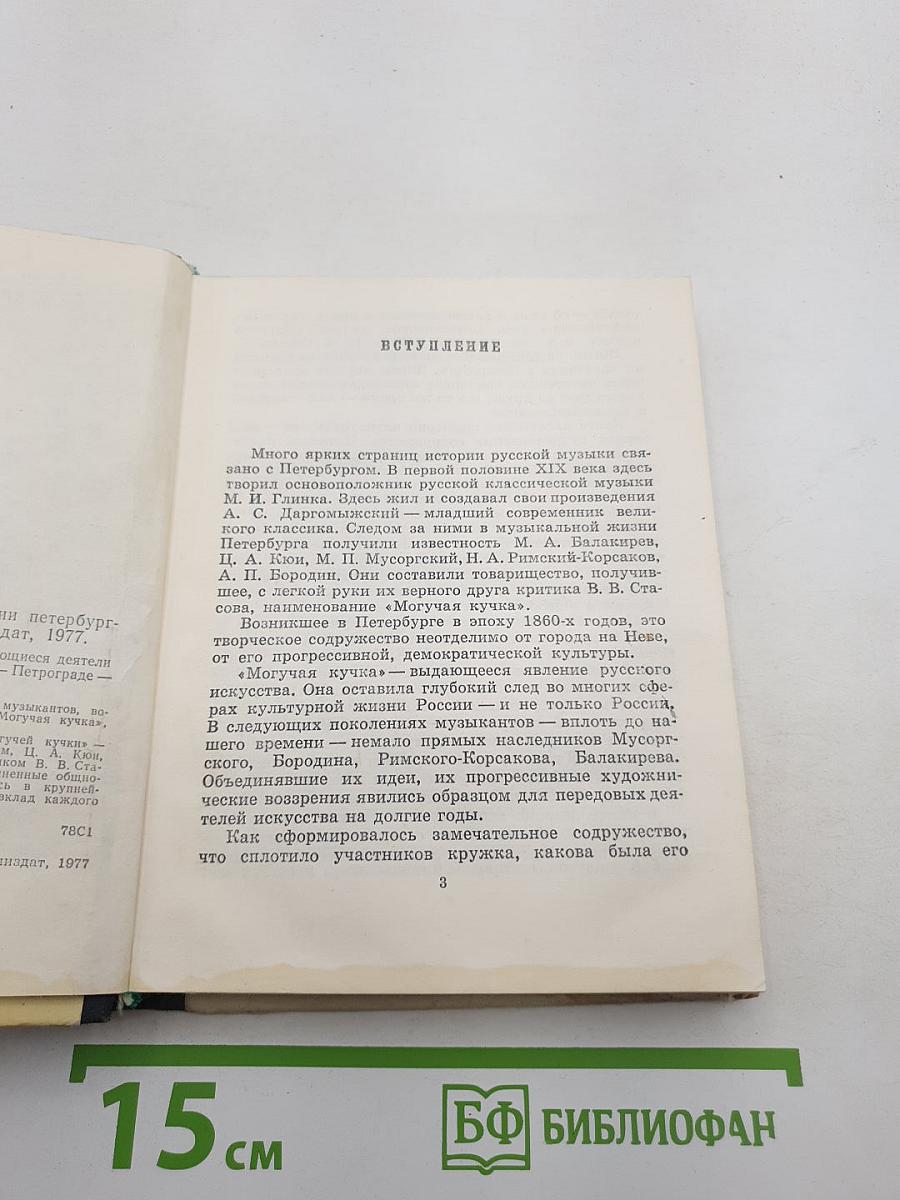 ии петербург-
дат, 1977.
ющиеся деятели
— Петрограде —
музыкантов, во-
Могучая кучка»,
гучей кучки» —
ом, Ц. А. Кюи,
иком В. В. Ста-
ненные общно-
сь в крупней-
вклад каждого
78С1
низдат, 1977
ВСТУПЛЕНИЕ
Много ярких страниц истории русской музыки свя-
зано с Петербургом. В первой половине XIX века здесь
творил основоположник русской классической музыки
М. И. Глинка. Здесь жил и создавал свои произведения
А. С. Даргомыжский — младший современник вели-
кого классика. Следом за ними в музыкальной жизни
Петербурга получили известность М. А. Балакирев,
Ц. А. Кюи, М. П. Мусоргский, Н. А. Римский-Корсаков,
А. П. Бородин. Они составили товарищество, получив-
шее, с легкой руки их верного друга критика В. В. Ста-
сова, наименование «Могучая кучка».
Возникшее в Петербурге в эпоху 1860-х годов, это
творческое содружество неотделимо от города на Неве,
от его прогрессивной, демократической культуры.
«Могучая кучка» — выдающееся явление русского
искусства. Она оставила глубокий след во многих сфе-
рах культурной жизни России — и не только России.
В следующих поколениях музыкантов — вплоть до на-
шего времени — немало прямых наследников Мусорг-
ского, Бородина, Римского-Корсакова, Балакирева.
Объединявшие их идеи, их прогрессивные художни-
ческие воззрения явились образцом для передовых дея-
телей искусства на долгие годы.
Как сформировалось замечательное содружество,
что сплотило участников кружка, какова была его
3
15 см
БФ БИБЛИОФАН